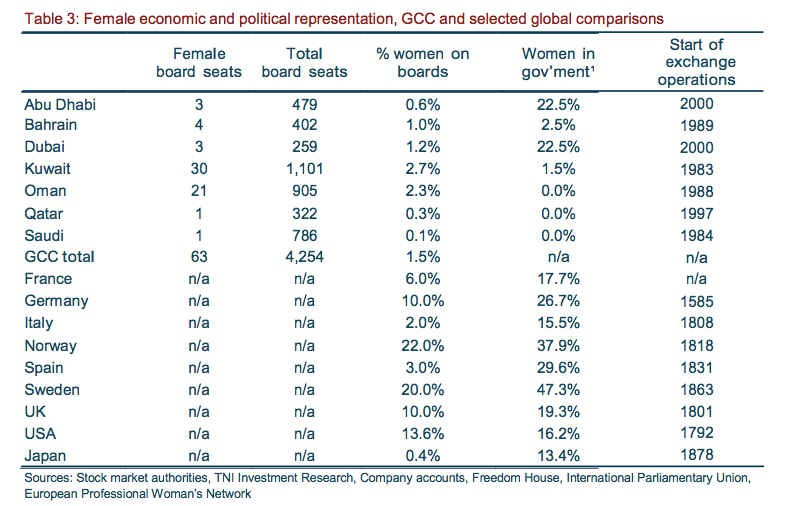 Table 3: Female economic and political representation, GCC and selected global comparisons
Female board seats Total board seats % women on boards Women in gov'ment¹ Start of exchange operations
Abu Dhabi 3 479 0.6% 22.5% 2000
Bahrain 4 402 1.0% 2.5% 1989
Dubai 3 259 1.2% 22.5% 2000
Kuwait 30 1,101 2.7% 1.5% 1983
Oman 21 905 2.3% 0.0% 1988
Qatar 1 322 0.3% 0.0% 1997
Saudi 1 786 0.1% 0.0% 1984
GCC total 63 4,254 1.5% n/a n/a
France n/a n/a 6.0% 17.7% n/a
Germany n/a n/a 10.0% 26.7% 1585
Italy n/a n/a 2.0% 15.5% 1808
Norway n/a n/a 22.0% 37.9% 1818
Spain n/a n/a 3.0% 29.6% 1831
Sweden n/a n/a 20.0% 47.3% 1863
UK n/a n/a 10.0% 19.3% 1801
USA n/a n/a 13.6% 16.2% 1792
Japan n/a n/a 0.4% 13.4% 1878
Sources: Stock market authorities, TNI Investment Research, Company accounts, Freedom House, International Parliamentary Union,
European Professional Woman's Network